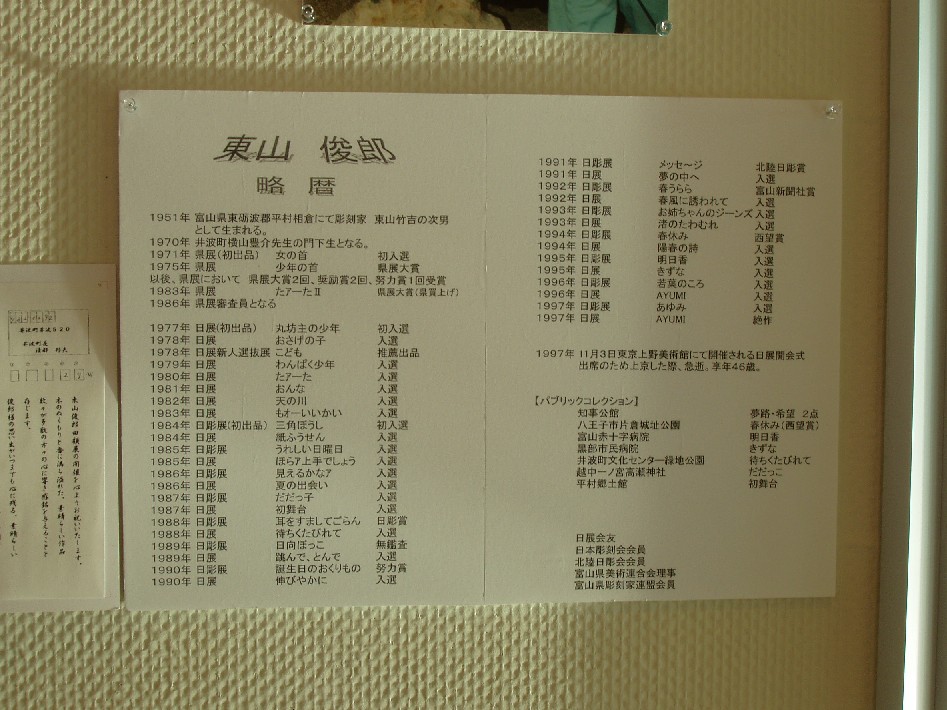 東山 俊郎
略暦
1951年 富山県東砺波郡平村相倉にて彫刻家 東山竹吉の次男
として生まれる。
1970年 井波町横山豊介先生の門下生となる。
1971年 県展(初出品) 女の首 初入選
1975年 県展 少年の首 県展大賞
以後、県展において 県展大賞2回、奨励賞2回、努力賞1回受賞
1983年 県展 たァーたⅡ 県展大賞(県買上げ)
1986年 県展審査員となる
1977年 日展(初出品) 丸坊主の少年 初入選
1978年 日展 おさげの子 入選
1978年 日展新人選抜展 こども 推薦出品
1979年 日展 わんぱく少年 入選
1980年 日展 たァーた 入選
1981年 日展 おんな 入選
1982年 日展 天の川 入選
1983年 日展 もォーいいかい 入選
1984年 日彫展(初出品) 三角ぼうし 初入選
1984年 日展 紙ふうせん 入選
1985年 日彫展 うれしい日曜日 入選
1985年 日展 ほらァ上手でしょう 入選
1986年 日彫展 見えるかなァ 入選
1986年 日展 夏の出会い 入選
1987年 日彫展 だだっ子 入選
1987年 日展 初舞台 入選
1988年 日彫展 耳をすましてごらん 日彫賞
1988年 日展 待ちくたびれて 入選
1989年 日彫展 日向ぼっこ 無鑑査
1989年 日展 跳んで、とんで 入選
1990年 日彫展 誕生日のおくりもの 努力賞
1990年 日展 伸びやかに 入選
1991年 日彫展 メッセージ 北陸日彫賞
1991年 日展 夢の中へ 入選
1992年 日彫展 春うらら 富山新聞社賞
1992年 日展 春風に誘われて 入選
1993年 日彫展 お姉ちゃんのジーンズ 入選
1993年 日展 渚のたわむれ 入選
1994年 日彫展 春休み 西望賞
1994年 日展 陽春の詩 入選
1995年 日彫展 明日香 入選
1995年 日展 きずな 入選
1996年 日彫展 若葉のころ 入選
1996年 日展 AYUMI 入選
1997年 日彫展 あゆみ 入選
1997年 日展 AYUMI 絶作
1997年 11月3日東京上野美術館にて開催される日展開会式
出席のため上京した際、急逝。享年46歳。
【パブリックコレクション】
知事公館 夢路・希望 2点
八王子市片倉城址公園 春休み(西望賞)
富山赤十字病院 明日香
黒部市民病院 きずな
井波町文化センター緑地公園 待ちくたびれて
越中一ノ宮高瀬神社 だだっこ
平村郷土館 初舞台
日展会友
日本彫刻会会員
北陸日彫会会員
富山県美術連合会理事
富山県彫刻家連盟会員